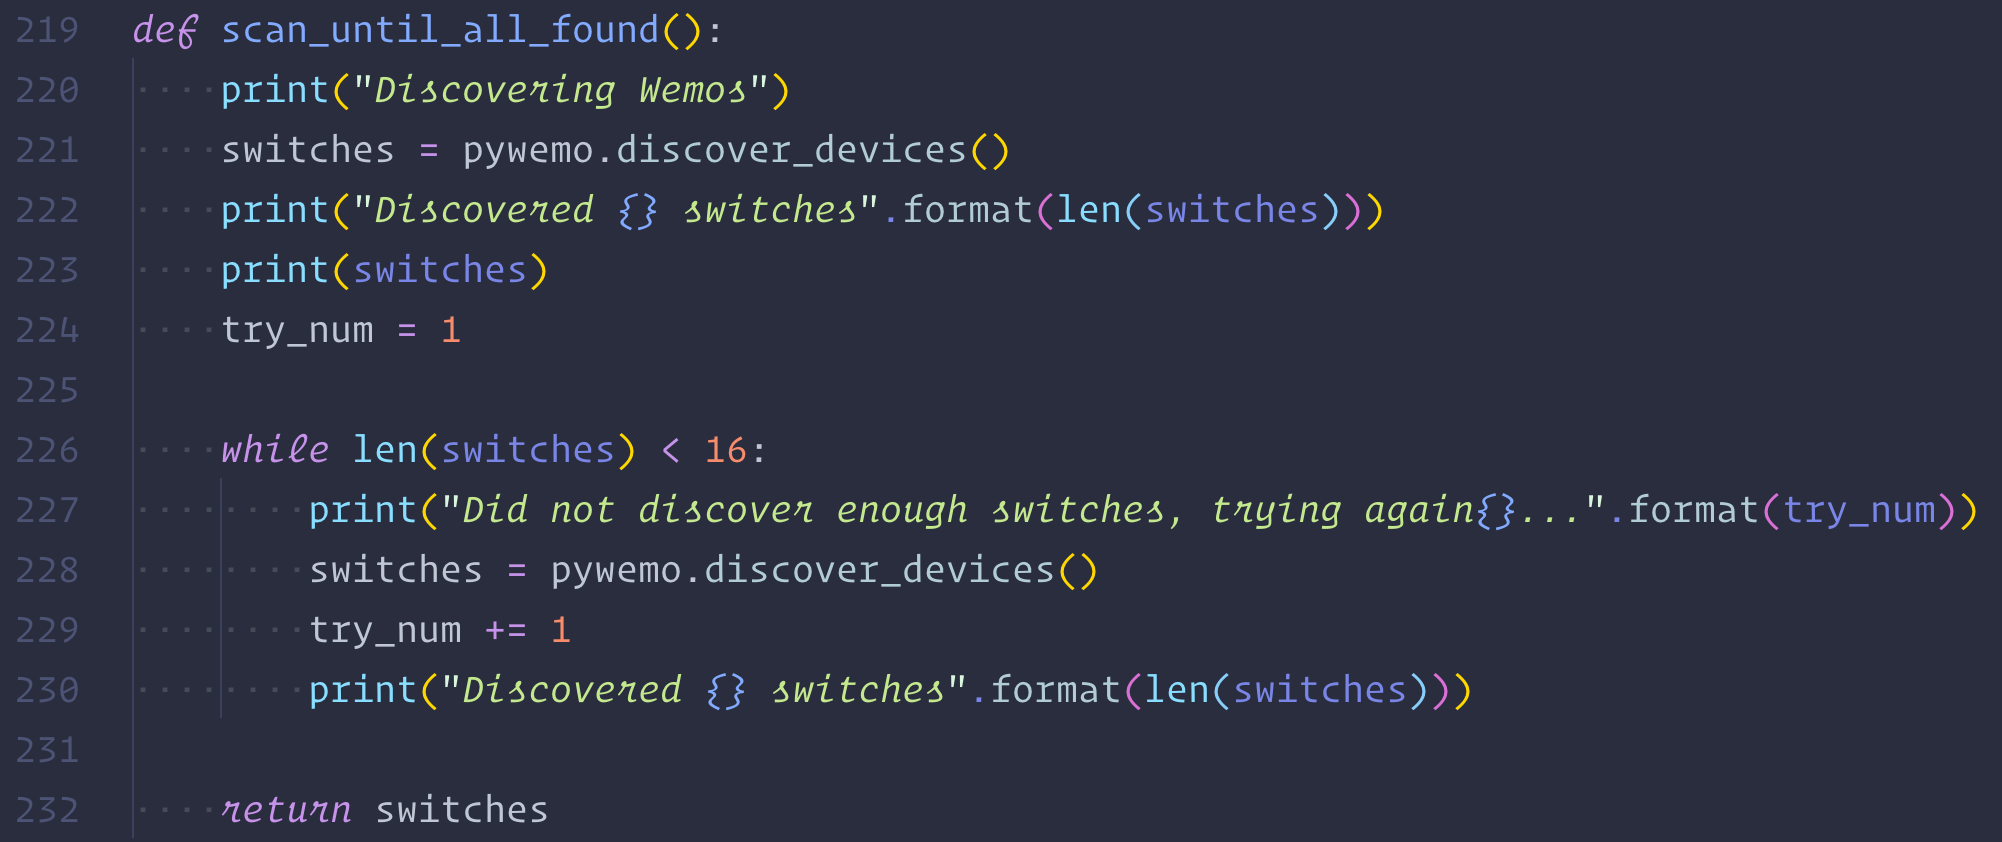 219 def scan_until_all_found():
220 ····print("Discovering Wemos")
221 ····switches = pywemo.discover_devices()
222 ····print("Discovered {} switches".format(len(switches)))
223 ····print(switches)
224 ····try_num = 1
225
226 ····while len(switches) < 16:
227 ········print("Did not discover enough switches, trying again{}...".format(try_num))
228 ········switches = pywemo.discover_devices()
229 ········try_num += 1
230 ········print("Discovered {} switches".format(len(switches)))
231
232 ····return switches